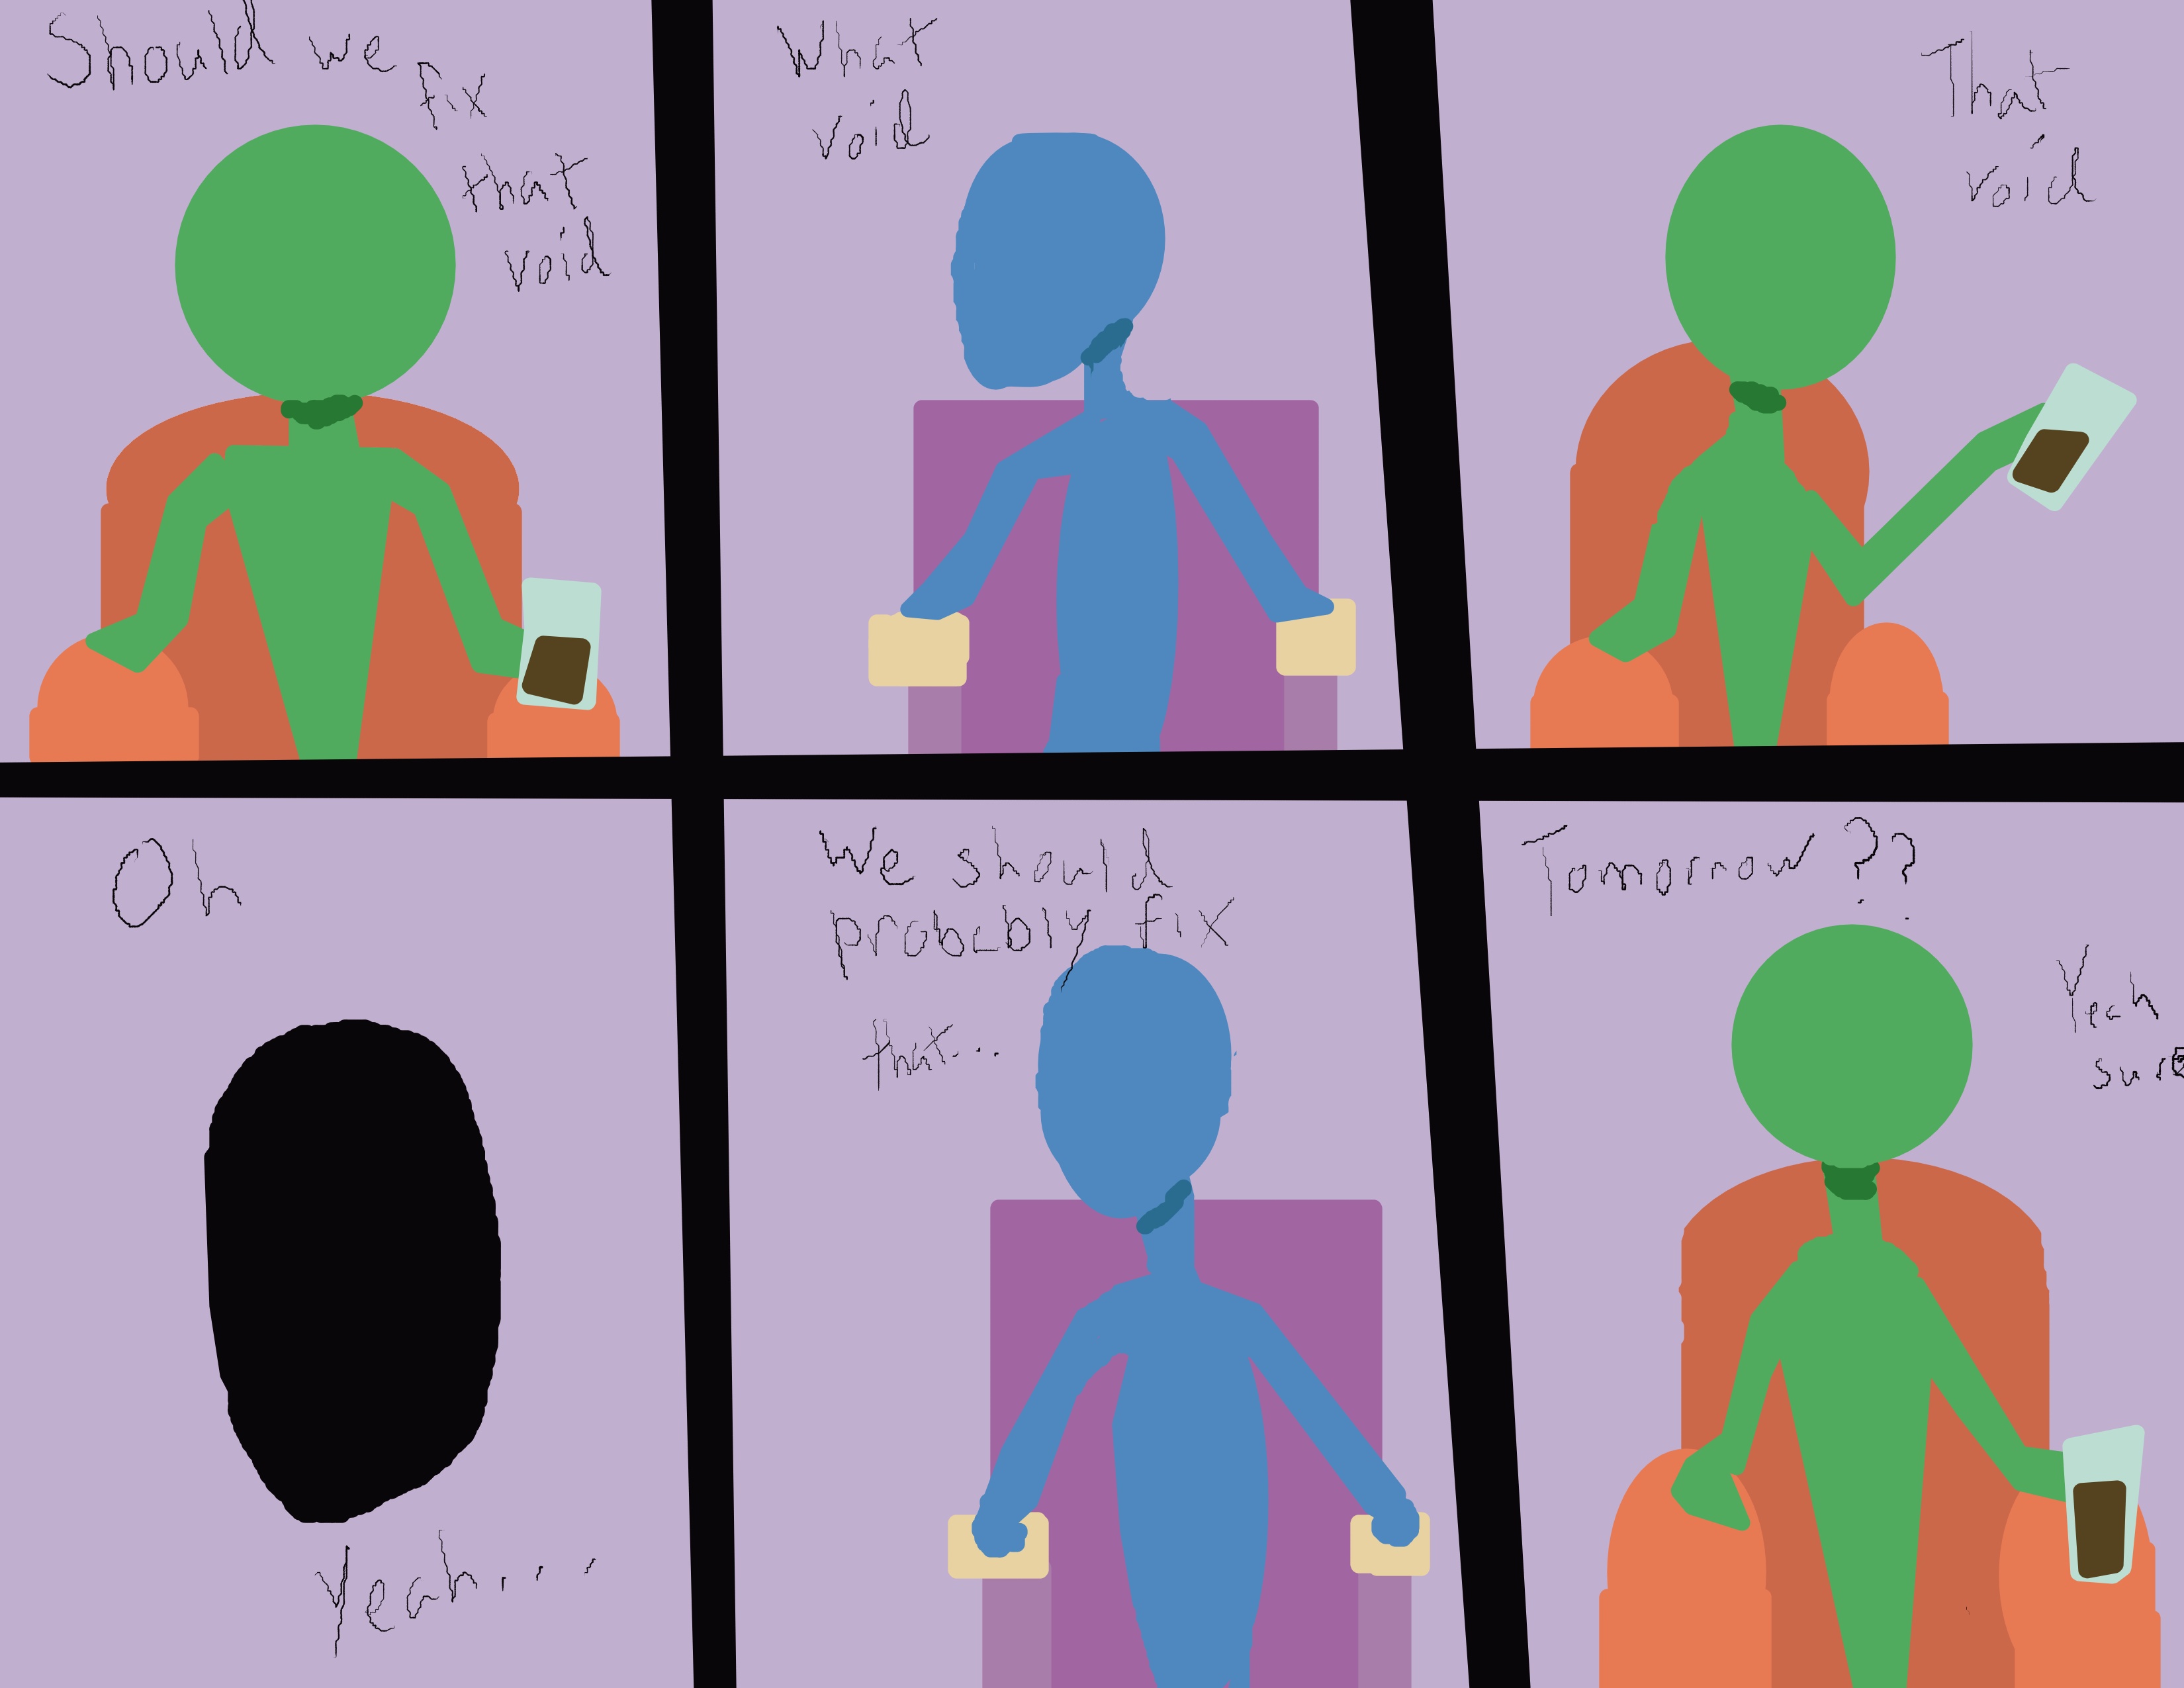 Should we
fix
that
void
What
void
That
void
Oh
Yeah...
We should
probably fix
that...
Tomorrow??
Yeah
sure